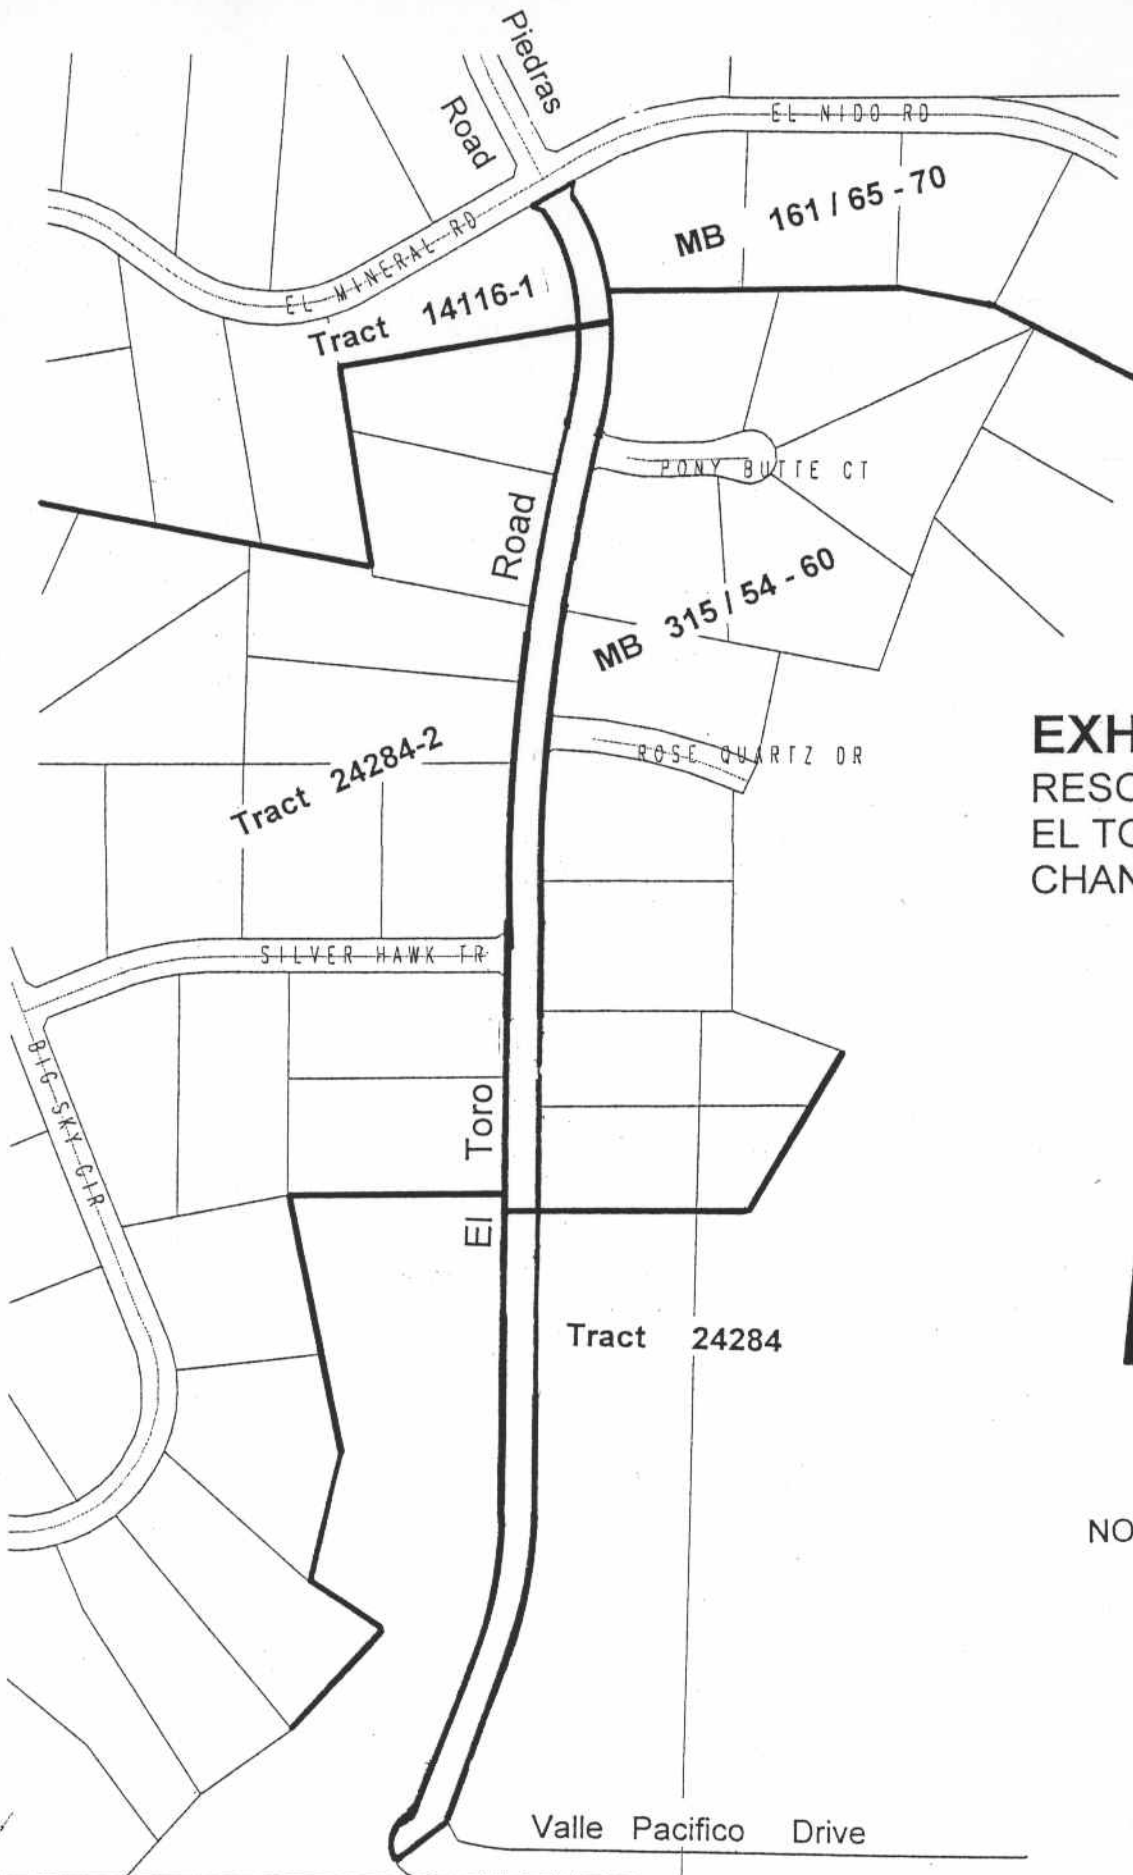 Piedras
Road
EL NIDO RD
MB 161 / 65 - 70
EL MINERAL RD
Tract 14116-1
PONY BUTTE CT
Road
MB 315 / 54 - 60
EXH
RESO
EL TO
CHAN
ROSE QUARTZ DR
Tract 24284-2
SILVER HAWK TR
BIG SKY CIR
El Toro
Tract 24284
NO
Valle Pacifico Drive